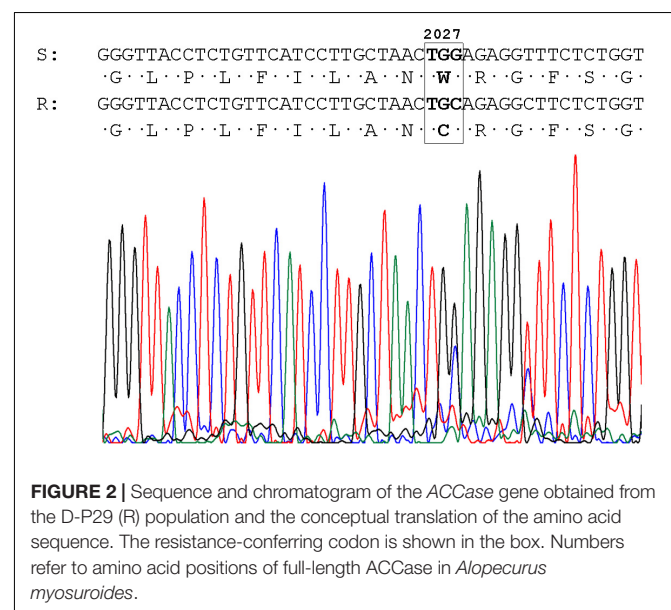 2027
S: GGGTTACCTCTGTTCATCCTTGCTAACTGGAGAGGTTTCTCTGGT
·G··L··P··L··F··I··L··A··N··W··R··G··F··S··G·
R: GGGTTACCTCTGTTCATCCTTGCTAACTGCAGAGGCTTCTCTGGT
·G··L··P··L··F··I··L··A··N··C··R··G··F··S··G·
FIGURE 2 | Sequence and chromatogram of the ACCase gene obtained from
the D-P29 (R) population and the conceptual translation of the amino acid
sequence. The resistance-conferring codon is shown in the box. Numbers
refer to amino acid positions of full-length ACCase in Alopecurus
myosuroides.